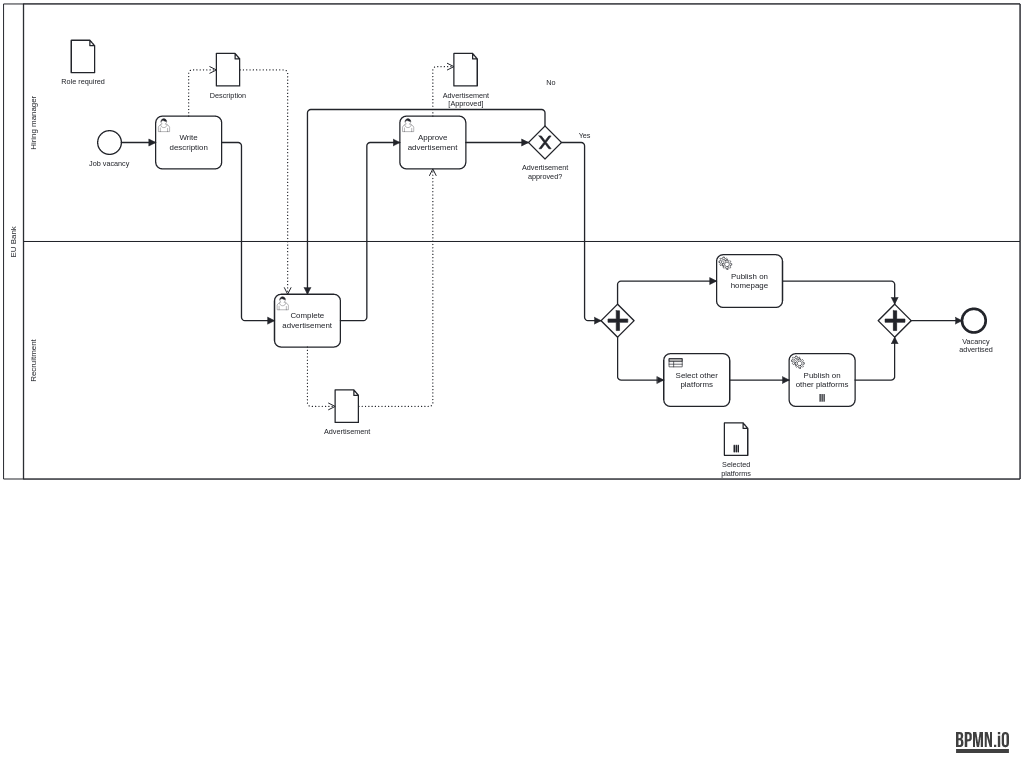 EU Bank
Hiring manager
Role required
Description
Advertisement
[Approved]
No
Job vacancy
Write
description
Approve
advertisement
Yes
Advertisement
approved?
Recruitment
Complete
advertisement
Advertisement
Publish on
homepage
Select other
platforms
Publish on
other platforms
Selected
platforms
Vacancy
advertised
BPMN.iO